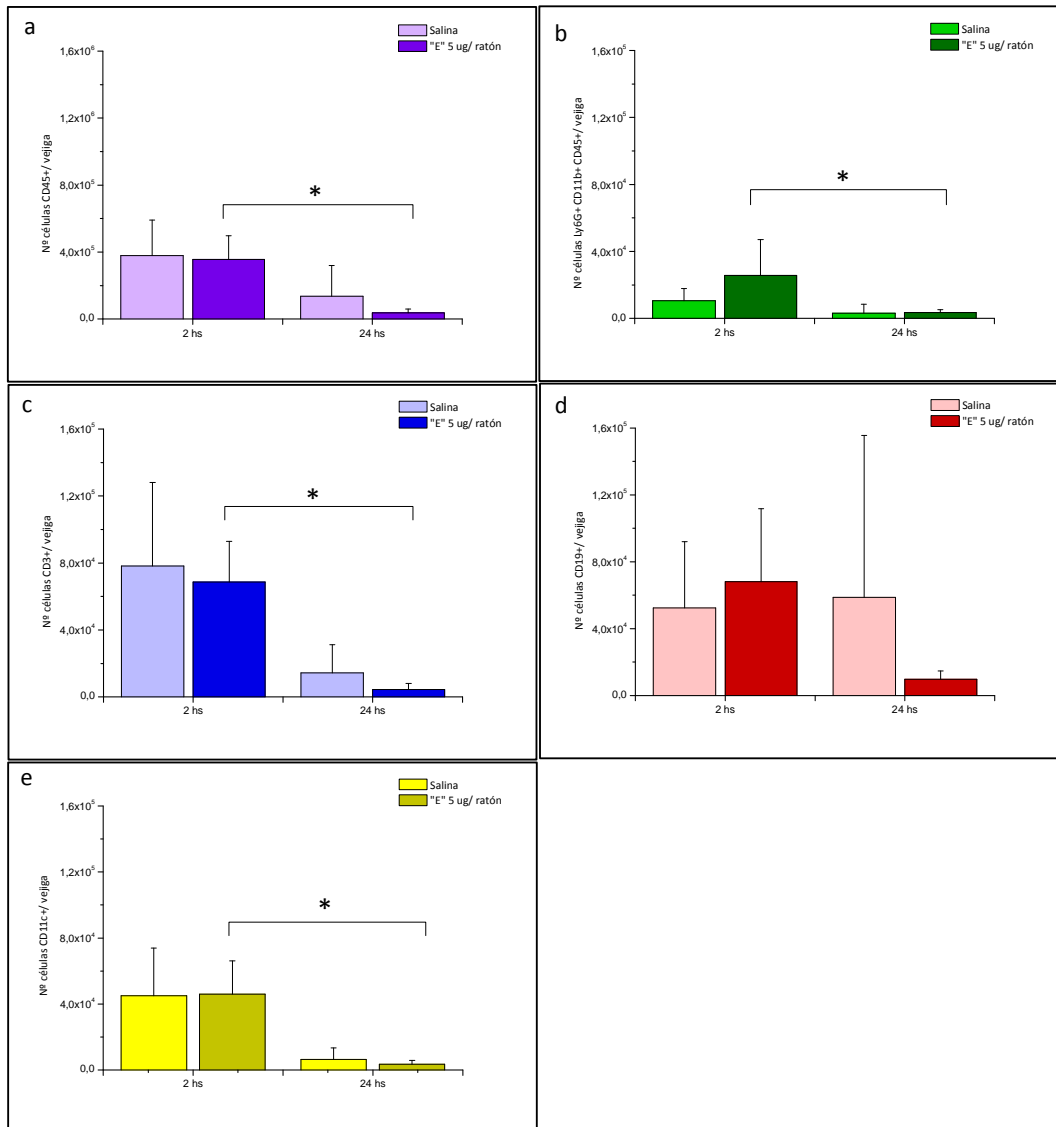 a
Salina
"E" 5 ug/ ratón
1,6x10⁶
1,2x10⁶
8,0x10⁵
4,0x10⁵
0,0
Nº células CD45+/ vejiga
*
2 hs
24 hs
b
Salina
"E" 5 ug/ ratón
1,6x10⁵
1,2x10⁵
8,0x10⁴
4,0x10⁴
0,0
Nº células Ly6G+ CD11b+ CD45+/ vejiga
*
2 hs
24 hs
c
Salina
"E" 5 ug/ ratón
1,6x10⁵
1,2x10⁵
8,0x10⁴
4,0x10⁴
0,0
Nº células CD3+/ vejiga
*
2 hs
24 hs
d
Salina
"E" 5 ug/ ratón
1,6x10⁵
1,2x10⁵
8,0x10⁴
4,0x10⁴
0,0
Nº células CD19+/ vejiga
2 hs
24 hs
e
Salina
"E" 5 ug/ ratón
1,6x10⁵
1,2x10⁵
8,0x10⁴
4,0x10⁴
0,0
Nº células CD11c+/ vejiga
*
2 hs
24 hs